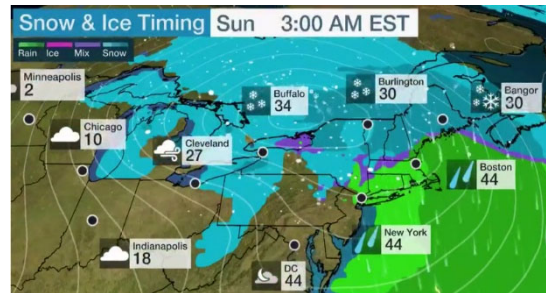 Snow & Ice Timing Sun 3:00 AM EST
Rain Ice Mix Snow
Minneapolis
2
Buffalo
34
Burlington
30
Bangor
30
Chicago
10
Cleveland
27
Boston
44
New York
44
Indianapolis
18
DC
44